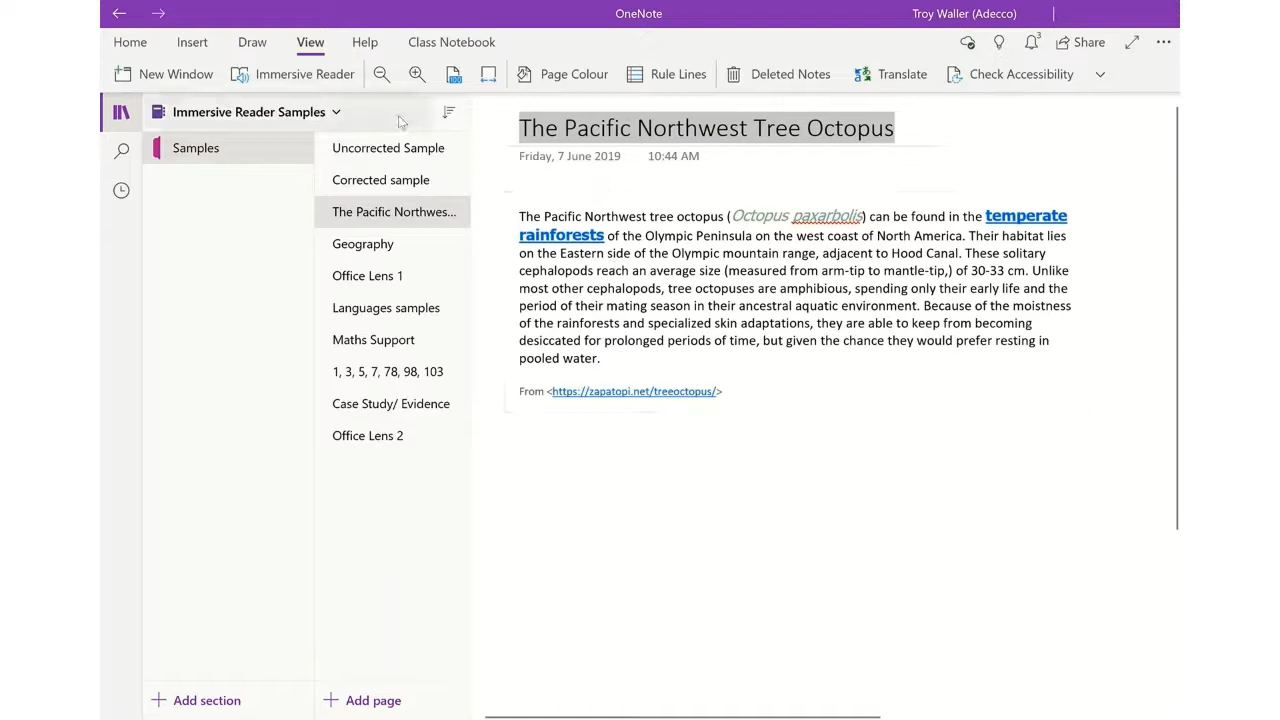 OneNote
Troy Waller (Adecco)
Home Insert Draw View Help Class Notebook
3 Share
New Window Immersive Reader 100 Page Colour Rule Lines Deleted Notes Translate Check Accessibility
Immersive Reader Samples
Samples
Uncorrected Sample
Corrected sample
The Pacific Northwes...
Geography
Office Lens 1
Languages samples
Maths Support
1, 3, 5, 7, 78, 98, 103
Case Study/ Evidence
Office Lens 2
Add section
Add page
The Pacific Northwest Tree Octopus
Friday, 7 June 2019 10:44 AM
The Pacific Northwest tree octopus (Octopus paxarbolis) can be found in the temperate
rainforests of the Olympic Peninsula on the west coast of North America. Their habitat lies
on the Eastern side of the Olympic mountain range, adjacent to Hood Canal. These solitary
cephalopods reach an average size (measured from arm-tip to mantle-tip,) of 30-33 cm. Unlike
most other cephalopods, tree octopuses are amphibious, spending only their early life and the
period of their mating season in their ancestral aquatic environment. Because of the moistness
of the rainforests and specialized skin adaptations, they are able to keep from becoming
desiccated for prolonged periods of time, but given the chance they would prefer resting in
pooled water.
From <https://zapatopi.net/treeoctopus/>